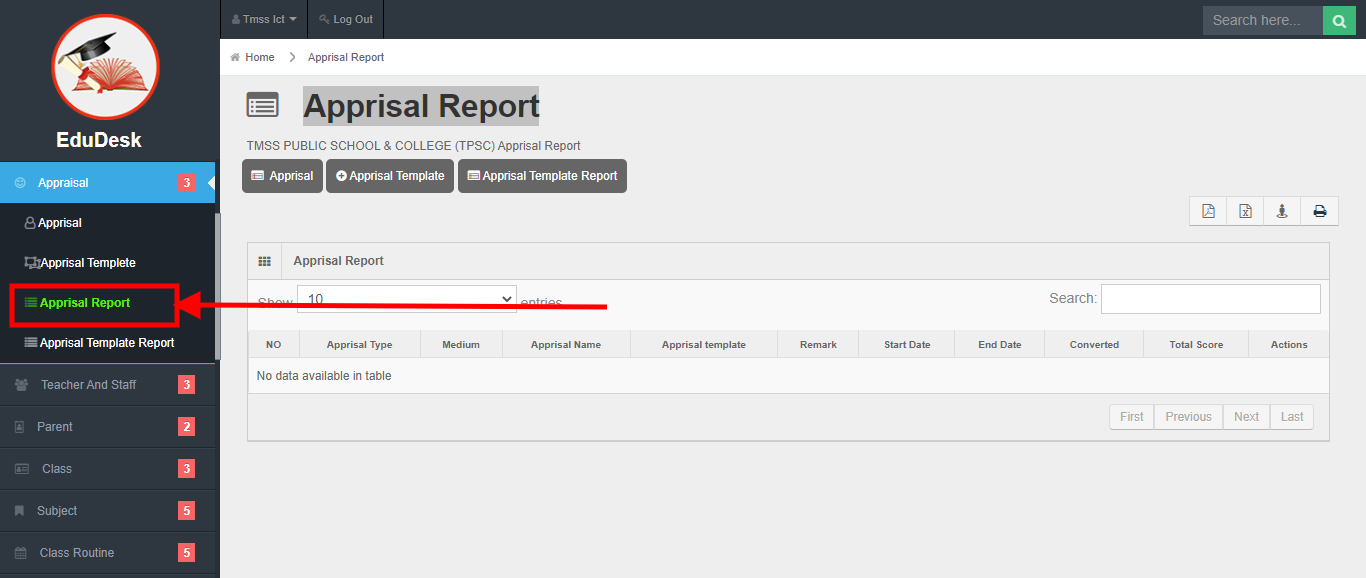 Tmss Ict
Log Out
Search here...
EduDesk
Home
Apprisal Report
Apprisal Report
TMSS PUBLIC SCHOOL & COLLEGE (TPSC) Apprisal Report
Apprisal
Apprisal Template
Apprisal Template Report
Appraisal 3
Apprisal
Apprisal Templete
Apprisal Report
Apprisal Template Report
Teacher And Staff 3
Parent 2
Class 3
Subject 5
Class Routine 5
Apprisal Report
Show 10 entries
Search:
NO Apprisal Type Medium Apprisal Name Apprisal template Remark Start Date End Date Converted Total Score Actions
No data available in table
First Previous Next Last